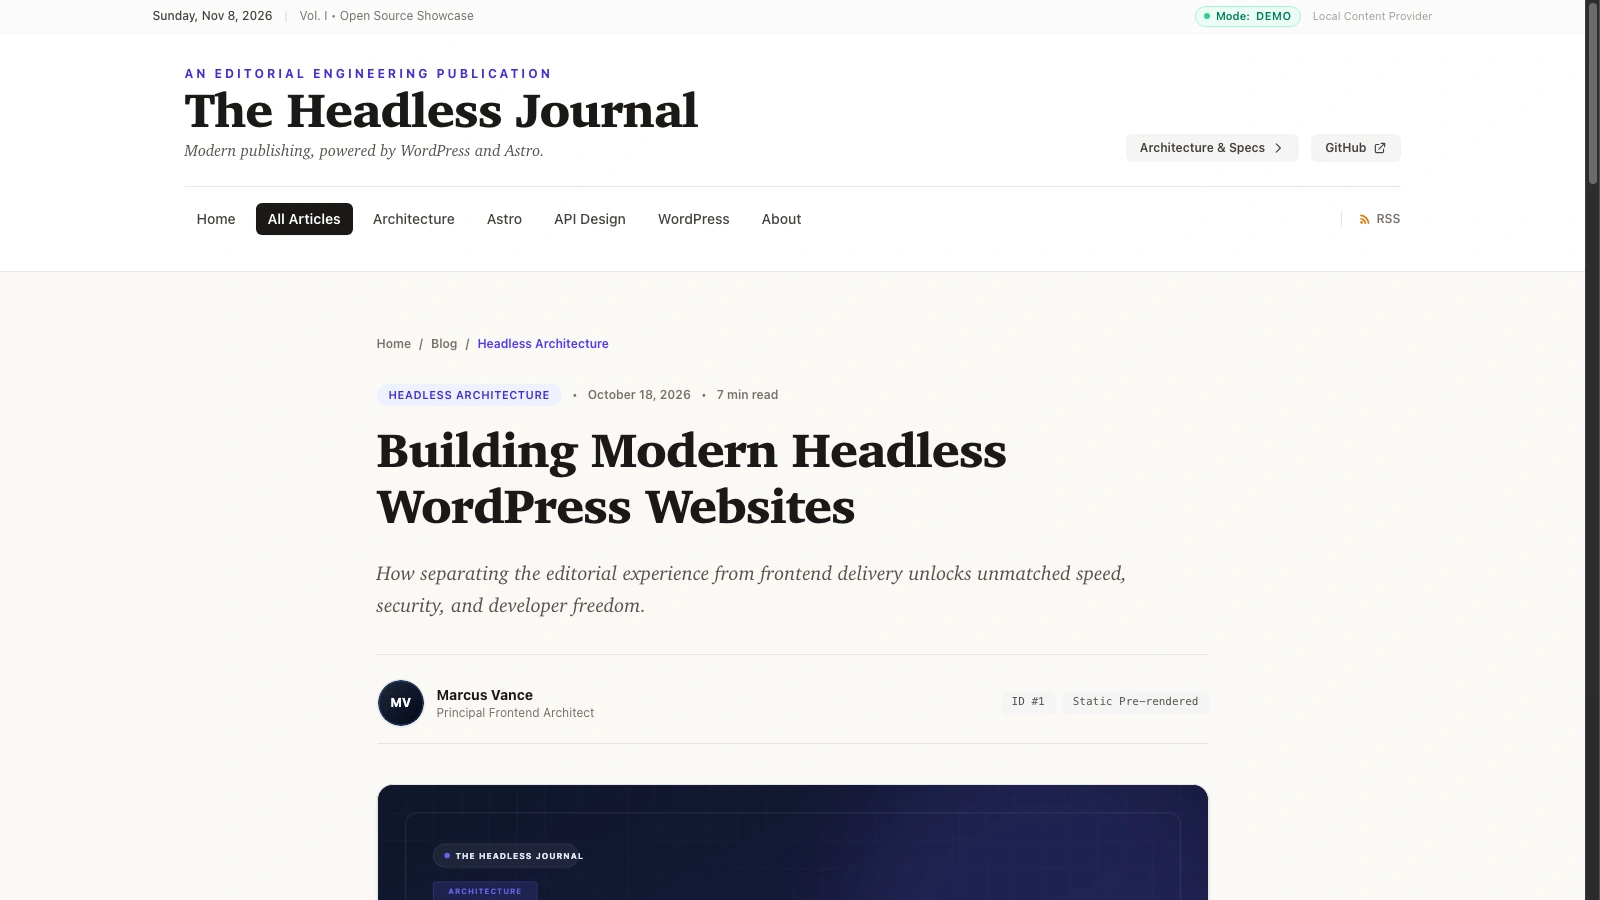 Sunday, Nov 8, 2026 | Vol. I • Open Source Showcase
Mode: DEMO Local Content Provider
AN EDITORIAL ENGINEERING PUBLICATION
The Headless Journal
Modern publishing, powered by WordPress and Astro.
Architecture & Specs GitHub
Home All Articles Architecture Astro API Design WordPress About RSS
Home / Blog / Headless Architecture
HEADLESS ARCHITECTURE • October 18, 2026 • 7 min read
Building Modern Headless
WordPress Websites
How separating the editorial experience from frontend delivery unlocks unmatched speed,
security, and developer freedom.
MV
Marcus Vance
Principal Frontend Architect
ID #1 Static Pre-rendered
THE HEADLESS JOURNAL
ARCHITECTURE